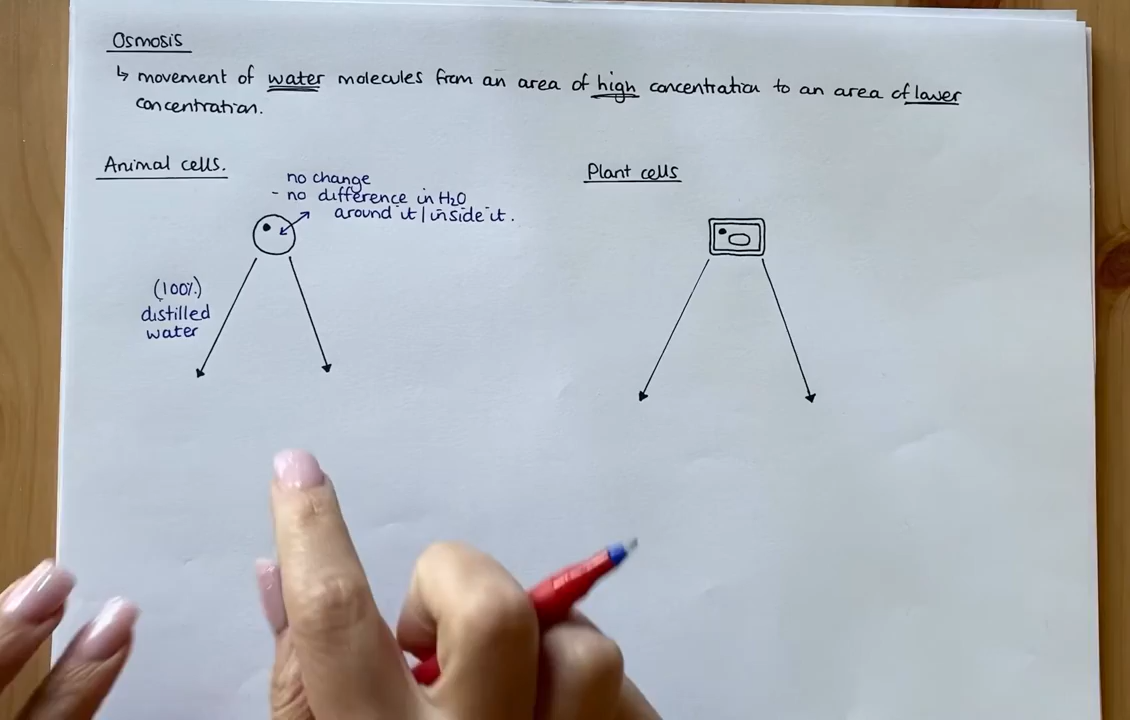 Osmosis
↳ movement of water molecules from an area of high concentration to an area of lower
concentration.
Animal cells.
Plant cells
no change
- no difference in H₂O
around it / inside it.
(100%)
distilled
water